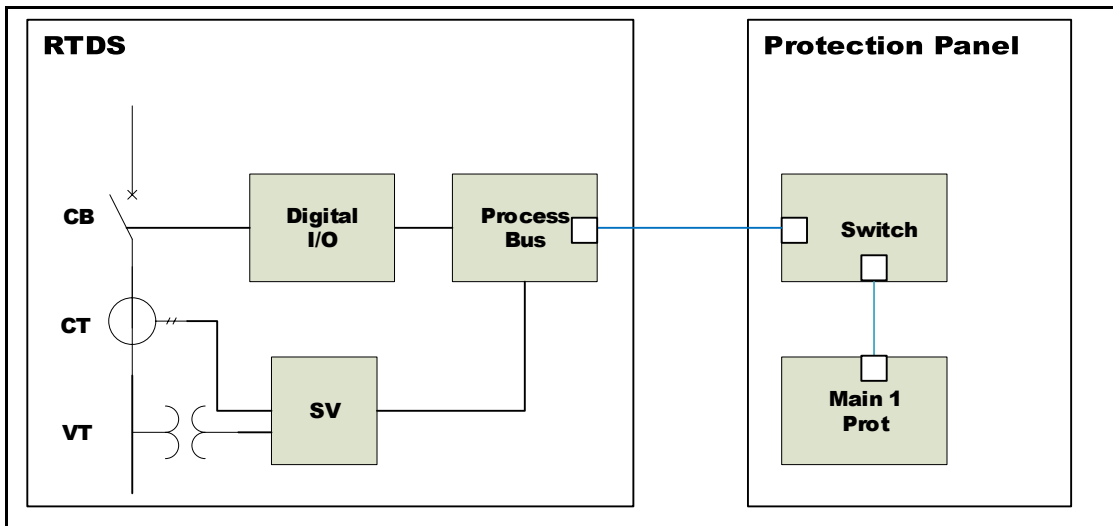 RTDS
Protection Panel
CB
Digital
I/O
Process
Bus
Switch
CT
SV
Main 1
Prot
VT